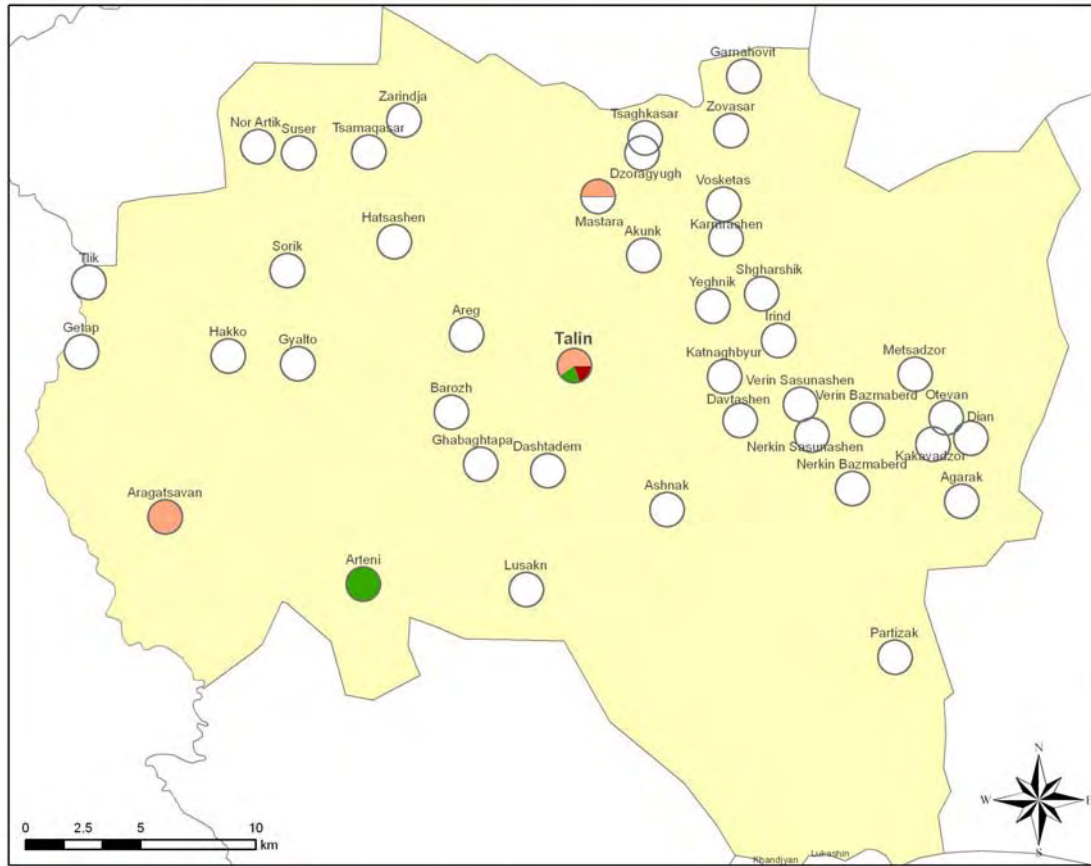 Garnahovit
Zarindja
Tsaghkasar
Zovasar
Nor Artik
Suser
Tsamaqasar
Dzoragyugh
Vosketas
Mastara
Karmrashen
Hatsashen
Akunk
Sorik
Tlik
Shgharshik
Yeghnik
Areg
Irind
Getap
Hakko
Gyalto
Talin
Katnaghbyur
Metsadzor
Verin Sasunashen
Barozh
Davtashen
Verin Bazmaberd
Otevan
Dian
Ghabaghtapa
Dashtadem
Nerkin Sasunashen
Kakavadzor
Nerkin Bazmaberd
Aragatsavan
Ashnak
Agarak
Arteni
Lusakn
Partizak
N
W
E
S
0 2.5 5 10
km
Khandjyan
Lukashin